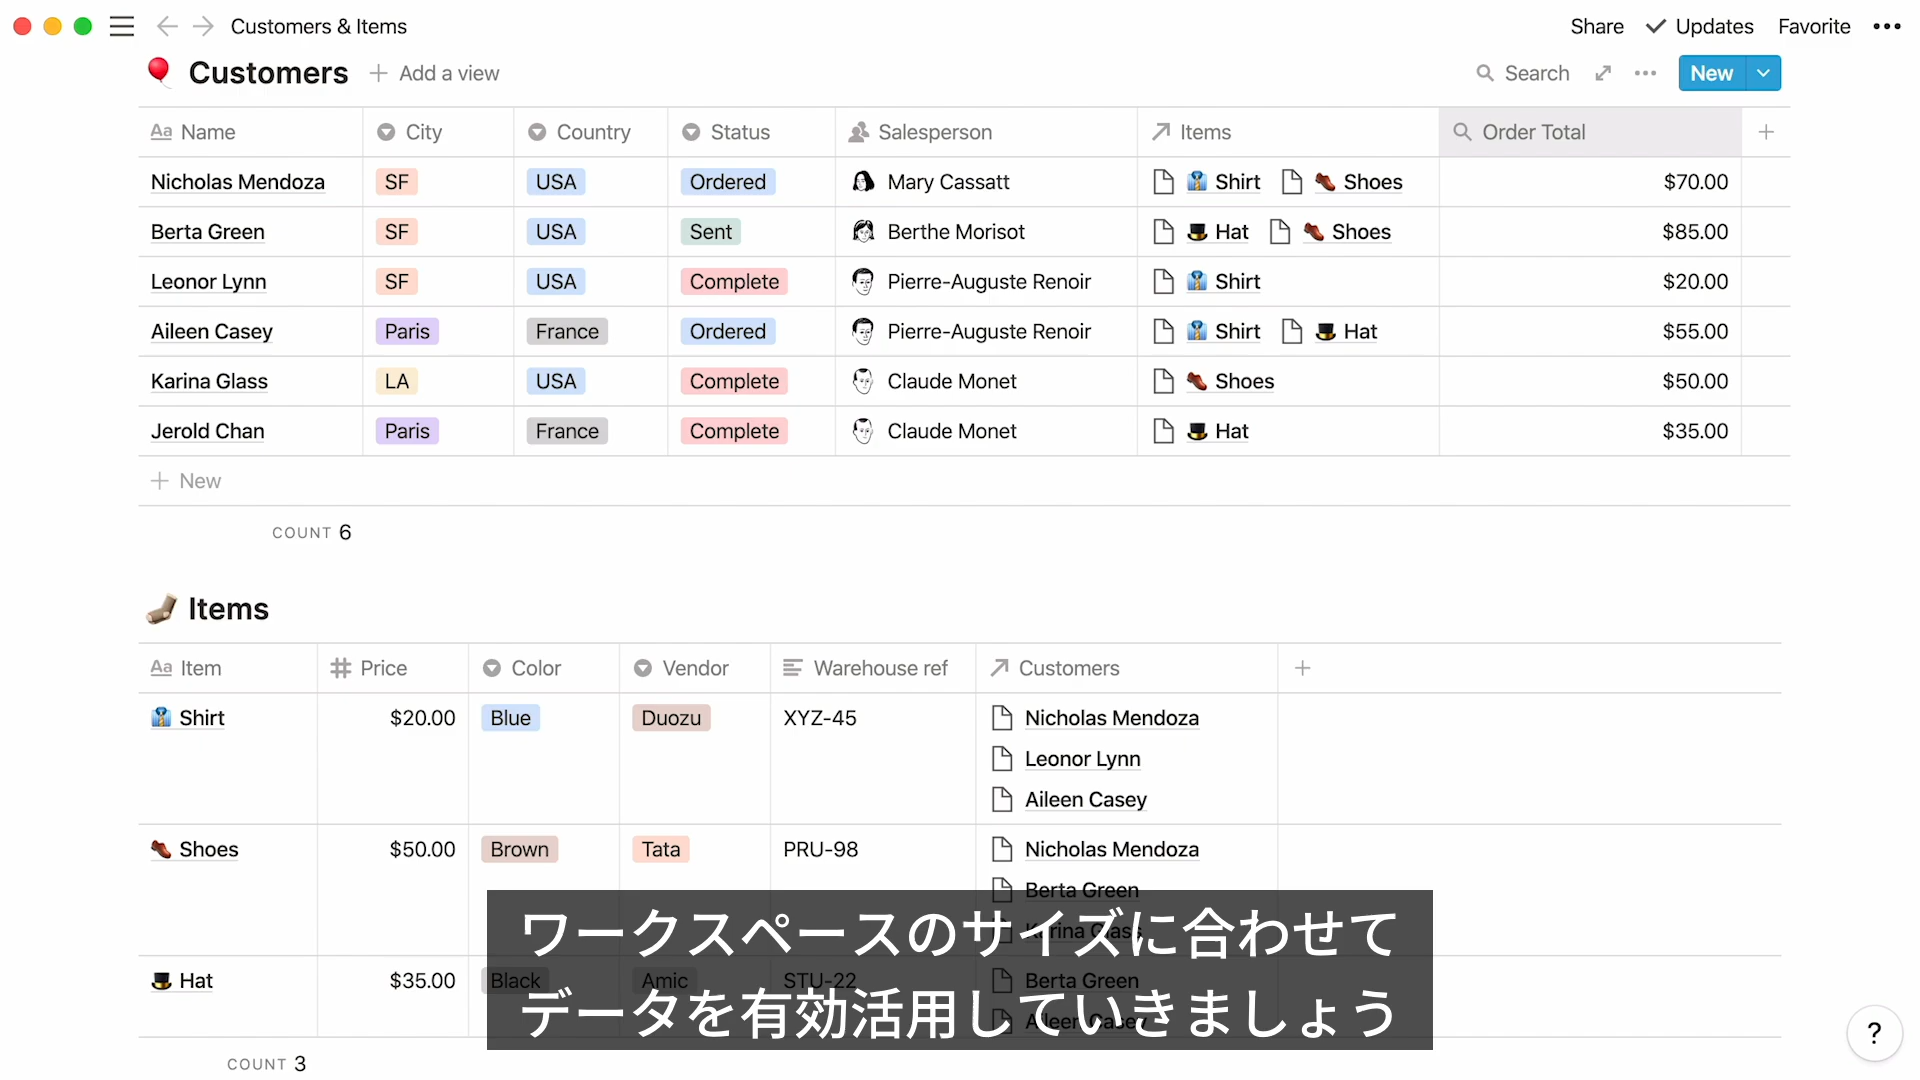 Customers & Items
Share Updates Favorite
Customers Add a view Search New
Aa Name City Country Status Salesperson Items Order Total
Nicholas Mendoza SF USA Ordered Mary Cassatt Shirt Shoes $70.00
Berta Green SF USA Sent Berthe Morisot Hat Shoes $85.00
Leonor Lynn SF USA Complete Pierre-Auguste Renoir Shirt $20.00
Aileen Casey Paris France Ordered Pierre-Auguste Renoir Shirt Hat $55.00
Karina Glass LA USA Complete Claude Monet Shoes $50.00
Jerold Chan Paris France Complete Claude Monet Hat $35.00
New
COUNT 6
Items
Aa Item Price Color Vendor Warehouse ref Customers
Shirt $20.00 Blue Duozu XYZ-45 Nicholas Mendoza
Leonor Lynn
Aileen Casey
Shoes $50.00 Brown Tata PRU-98 Nicholas Mendoza
Berta Green
Karina Glass
ワークスペースのサイズに合わせて
Hat $35.00 Black Amic STU-22 Berta Green
Aileen Casey
データを有効活用していきましょう
?
COUNT 3